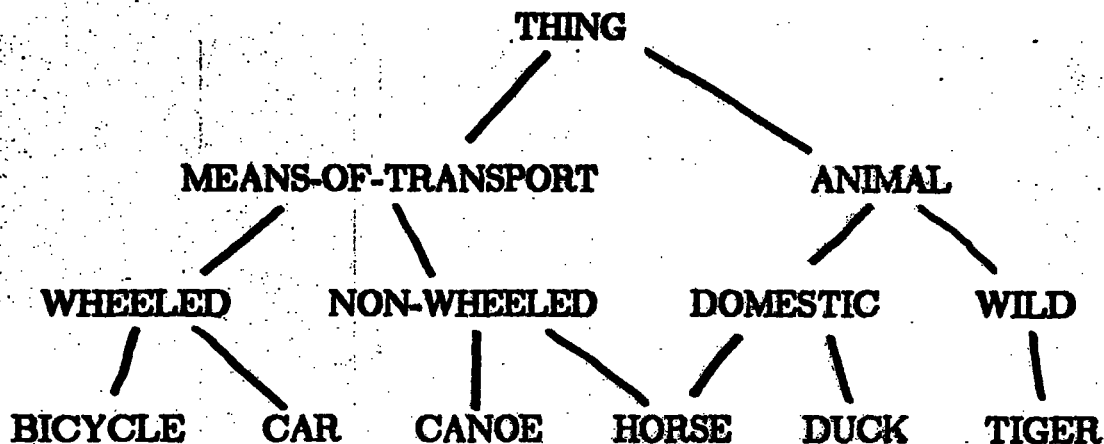 THING
MEANS-OF-TRANSPORT ANIMAL
WHEELED NON-WHEELED DOMESTIC WILD
BICYCLE CAR CANOE HORSE DUCK TIGER